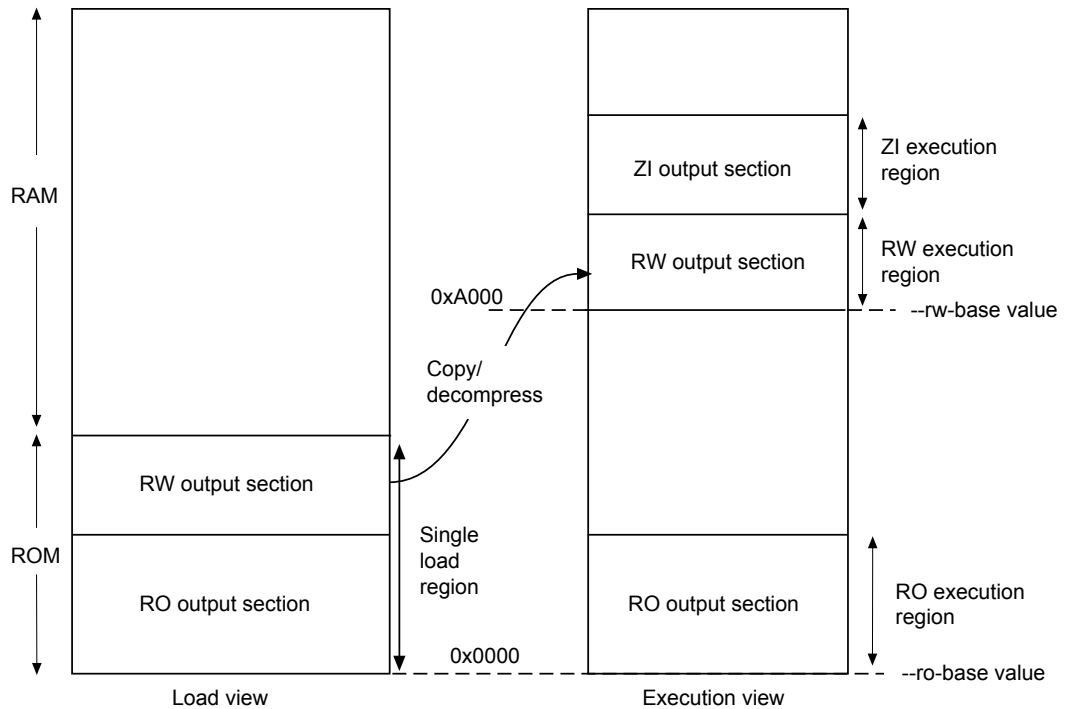 RAM
ROM
RW output section
RO output section
Load view
Single
load
region
0x0000
Copy/
decompress
0xA000
ZI output section
RW output section
RO output section
Execution view
ZI execution
region
RW execution
region
--rw-base value
RO execution
region
--ro-base value